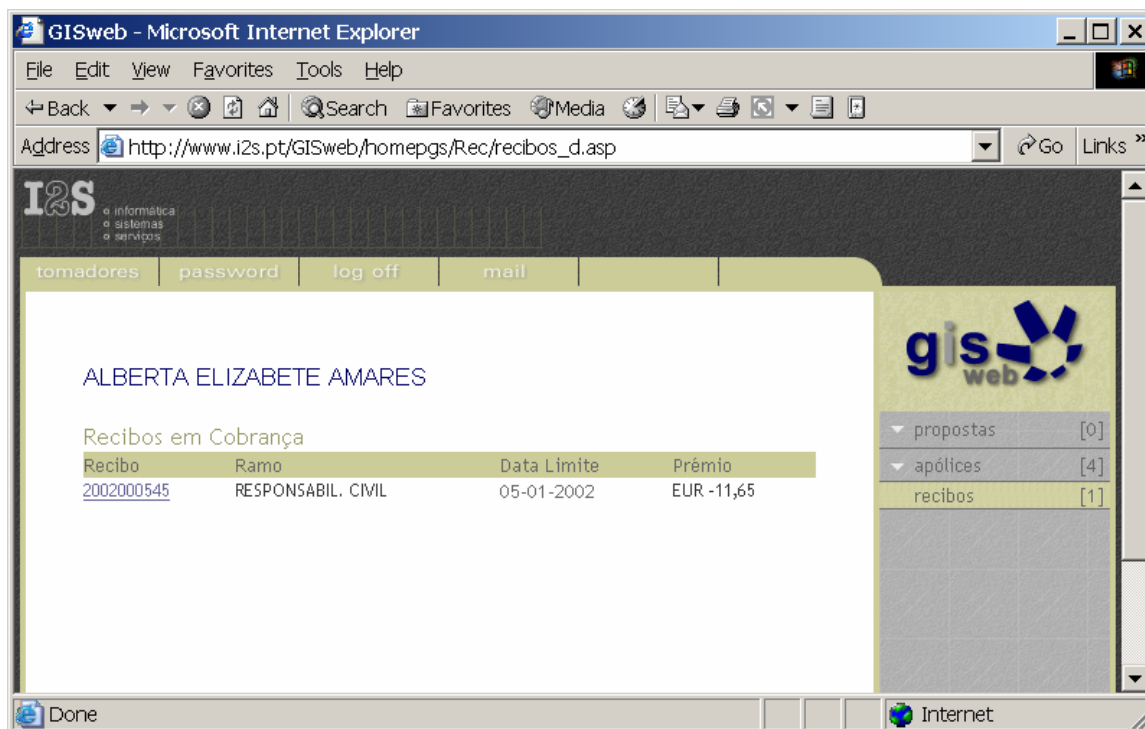 GISweb - Microsoft Internet Explorer
File Edit View Favorites Tools Help
Back Search Favorites Media
Address http://www.i2s.pt/GISweb/homepgs/Rec/recibos_d.asp Go Links »
I2S
informática
sistemas
serviços
tomadores password log off mail
gis
web
ALBERTA ELIZABETE AMARES
Recibos em Cobrança
Recibo Ramo Data Limite Prémio
2002000545 RESPONSABIL. CIVIL 05-01-2002 EUR -11,65
propostas [0]
apólices [4]
recibos [1]
Done Internet